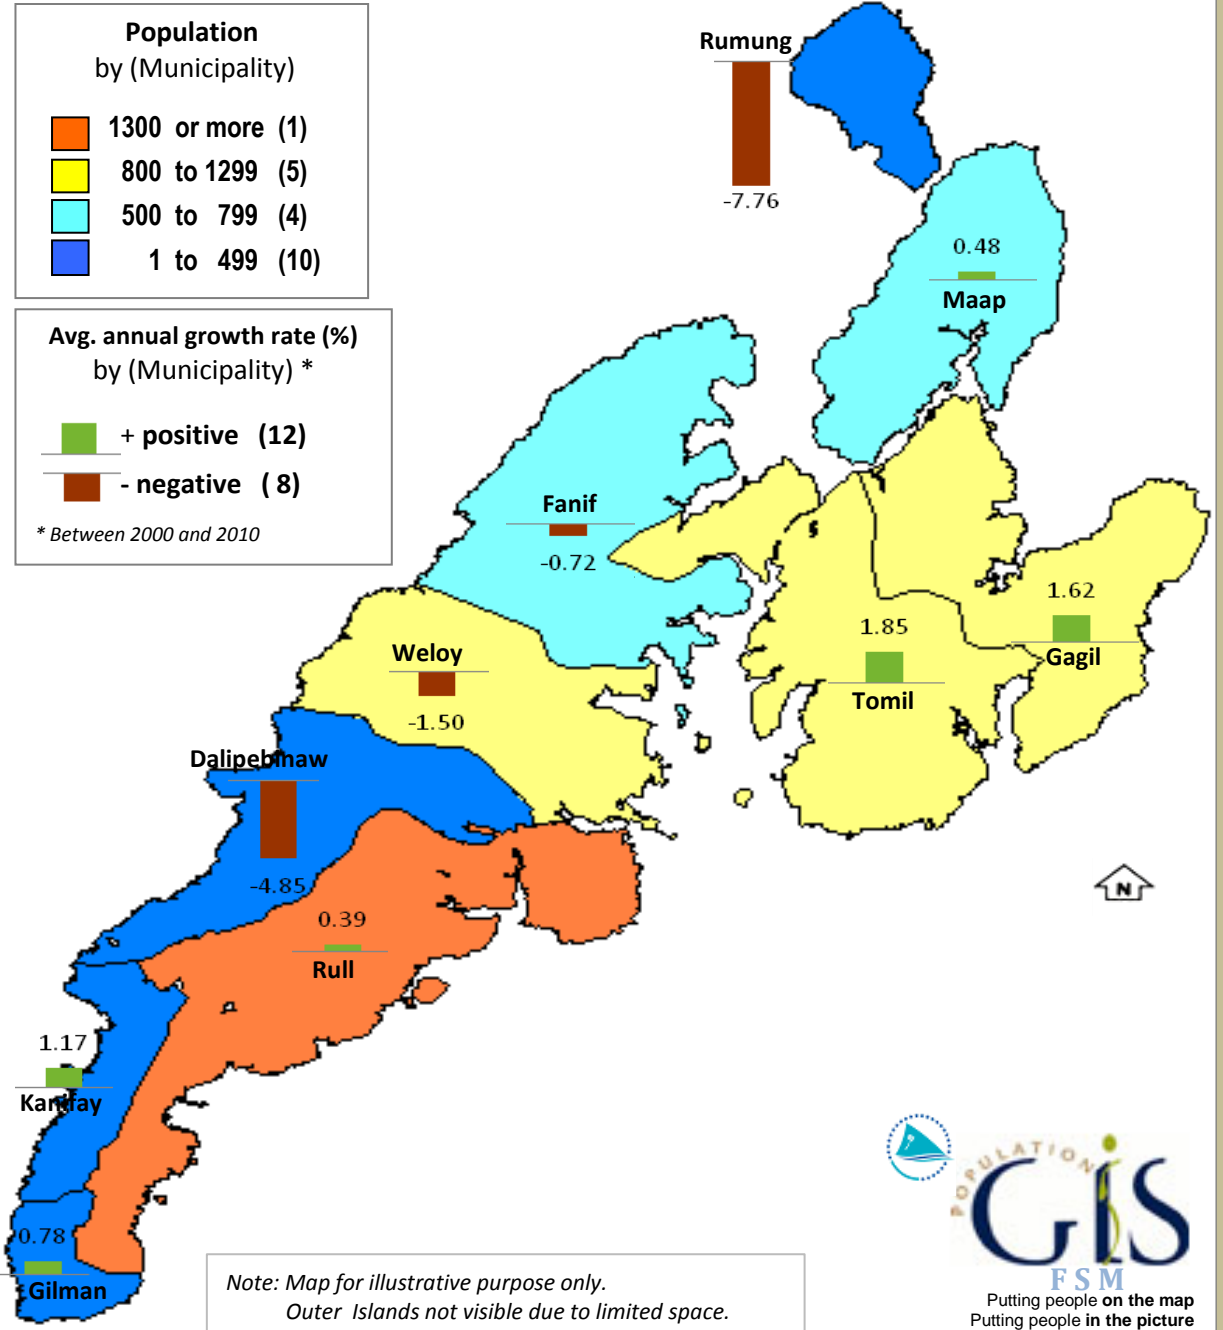 Population
by (Municipality)
1300 or more (1)
800 to 1299 (5)
500 to 799 (4)
1 to 499 (10)
Avg. annual growth rate (%)
by (Municipality) *
+ positive (12)
- negative ( 8)
* Between 2000 and 2010
Rumung
-7.76
0.48
Maap
Fanif
-0.72
1.62
Gagil
1.85
Tomil
Weloy
-1.50
Dalipebinaw
-4.85
0.39
Rull
N
1.17
Kanifay
0.78
Gilman
Note: Map for illustrative purpose only.
Outer Islands not visible due to limited space.
POPULATION
GIS
FSM
Putting people on the map
Putting people in the picture